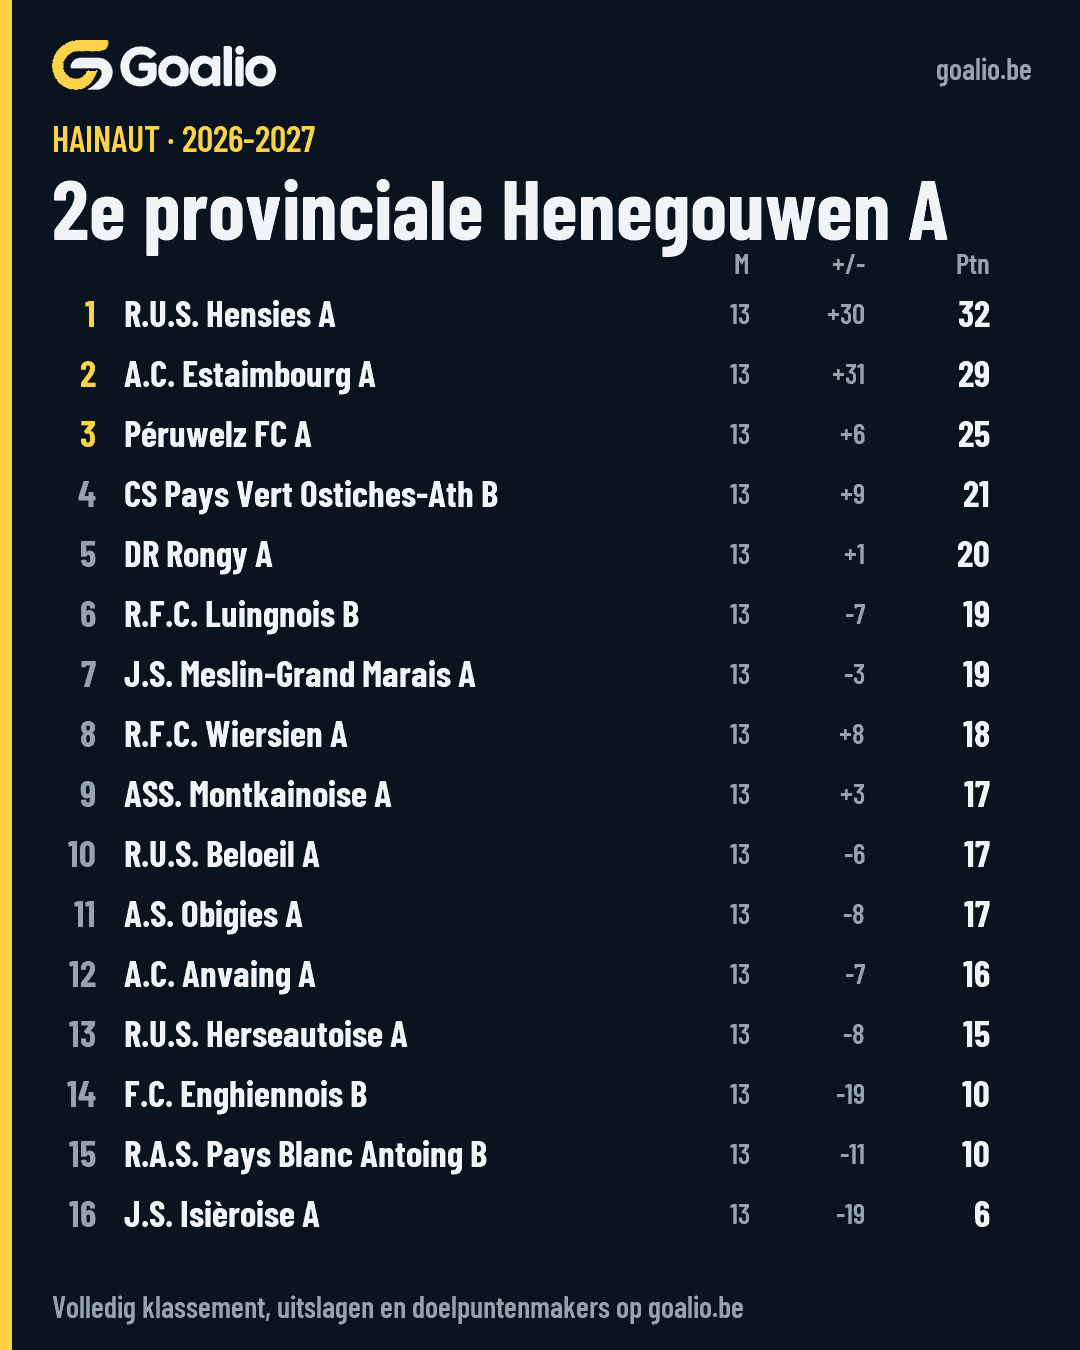 Goalio
goalio.be
HAINAUT · 2026-2027
2e provinciale Henegouwen A
M +/- Ptn
1 R.U.S. Hensies A 13 +30 32
2 A.C. Estaimbourg A 13 +31 29
3 Péruwelz FC A 13 +6 25
4 CS Pays Vert Ostiches-Ath B 13 +9 21
5 DR Rongy A 13 +1 20
6 R.F.C. Luingnois B 13 -7 19
7 J.S. Meslin-Grand Marais A 13 -3 19
8 R.F.C. Wiersien A 13 +8 18
9 ASS. Montkainoise A 13 +3 17
10 R.U.S. Beloeil A 13 -6 17
11 A.S. Obigies A 13 -8 17
12 A.C. Anvaing A 13 -7 16
13 R.U.S. Herseautoise A 13 -8 15
14 F.C. Enghiennois B 13 -19 10
15 R.A.S. Pays Blanc Antoing B 13 -11 10
16 J.S. Isièroise A 13 -19 6
Volledig klassement, uitslagen en doelpuntenmakers op goalio.be